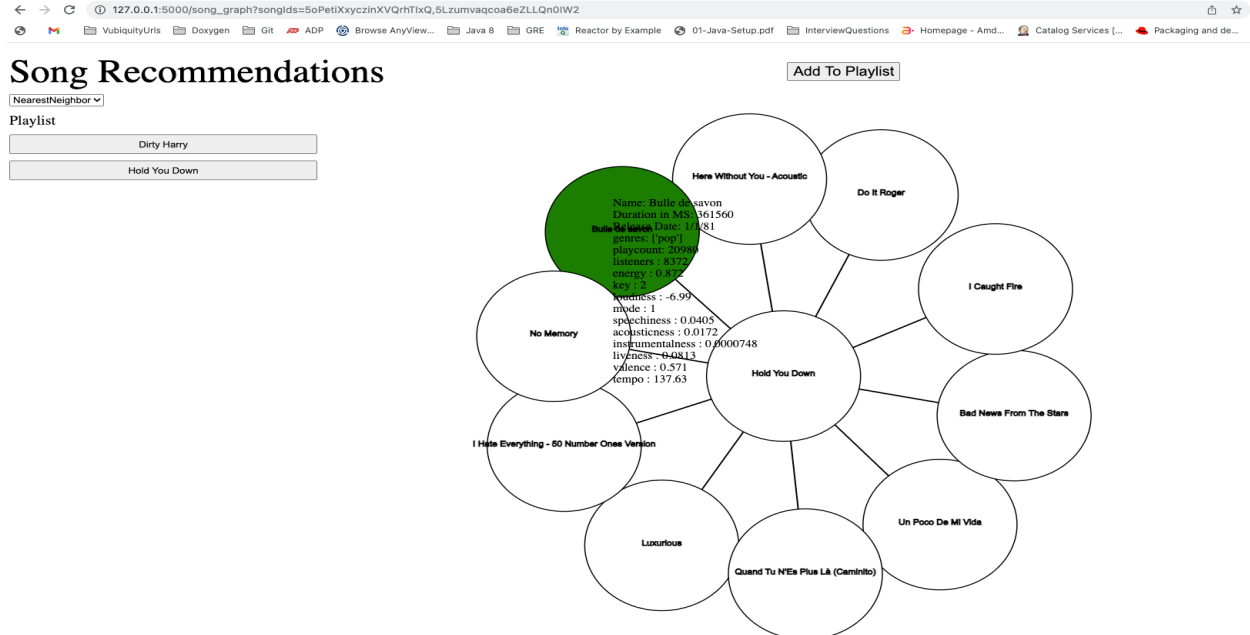 127.0.0.1:5000/song_graph?songIds=5oPetiXxyczinXVQrhTIxQ,5Lzumvaqcoa6eZLLQn0IW2
VubiquityUrls Doxygen Git ADP Browse AnyView... Java 8 GRE Reactor by Example 01-Java-Setup.pdf InterviewQuestions Homepage - Amd... Catalog Services [... Packaging and de...
Song Recommendations
Add To Playlist
NearestNeighbor
Playlist
Dirty Harry
Hold You Down
Here Without You - Acoustic
Do It Roger
Bulle de savon
Name: Bulle de savon
Duration in MS: 361560
Release Date: 1/1/81
genres: ['pop']
playcount: 20980
listeners : 8372
energy : 0.872
key : 2
loudness : -6.99
mode : 1
speechiness : 0.0405
acousticness : 0.0172
instrumentalness : 0.0000748
liveness : 0.0813
valence : 0.571
tempo : 137.63
I Caught Fire
No Memory
Hold You Down
Bad News From The Stars
I Hate Everything - 50 Number Ones Version
Un Poco De Mi Vida
Luxurious
Quand Tu N'Es Plus Là (Caminito)